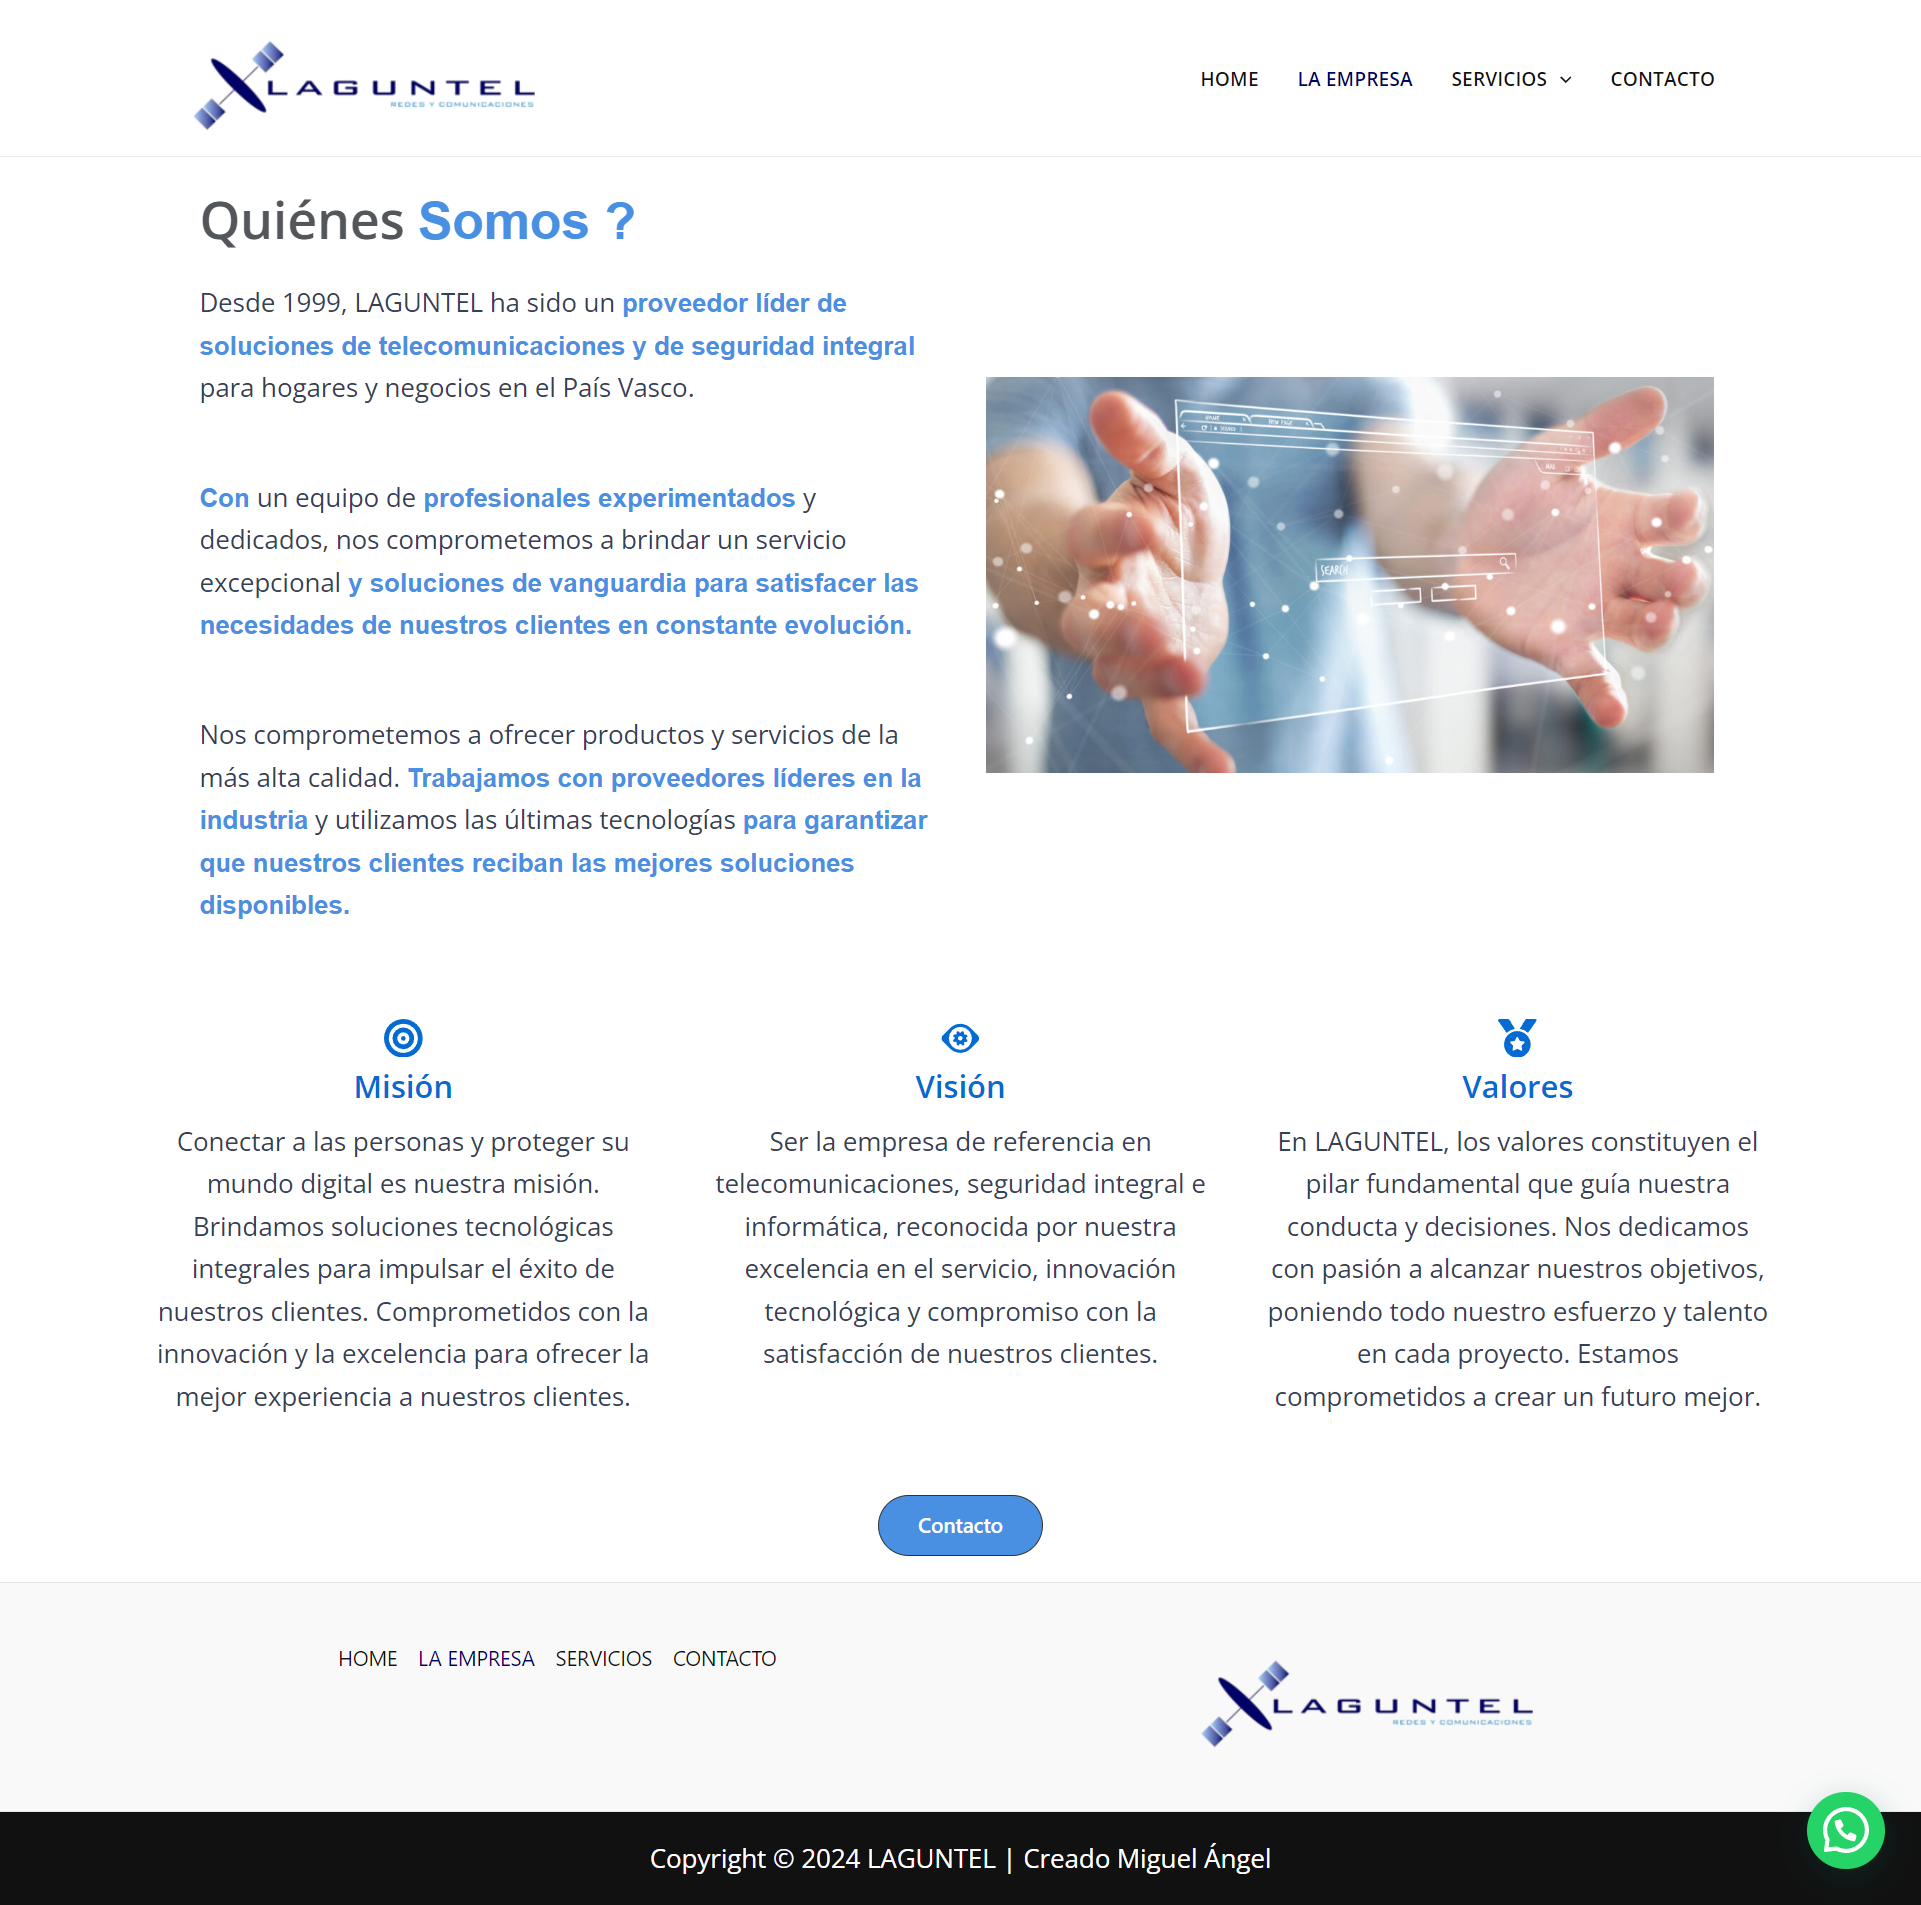 LAGUNTEL
REDES Y COMUNICACIONES
HOME LA EMPRESA SERVICIOS CONTACTO
Quiénes Somos ?
Desde 1999, LAGUNTEL ha sido un proveedor líder de
soluciones de telecomunicaciones y de seguridad integral
para hogares y negocios en el País Vasco.
Con un equipo de profesionales experimentados y
dedicados, nos comprometemos a brindar un servicio
excepcional y soluciones de vanguardia para satisfacer las
necesidades de nuestros clientes en constante evolución.
Nos comprometemos a ofrecer productos y servicios de la
más alta calidad. Trabajamos con proveedores líderes en la
industria y utilizamos las últimas tecnologías para garantizar
que nuestros clientes reciban las mejores soluciones
disponibles.
NEW PAGE
SEARCH
Misión
Conectar a las personas y proteger su
mundo digital es nuestra misión.
Brindamos soluciones tecnológicas
integrales para impulsar el éxito de
nuestros clientes. Comprometidos con la
innovación y la excelencia para ofrecer la
mejor experiencia a nuestros clientes.
Visión
Ser la empresa de referencia en
telecomunicaciones, seguridad integral e
informática, reconocida por nuestra
excelencia en el servicio, innovación
tecnológica y compromiso con la
satisfacción de nuestros clientes.
Valores
En LAGUNTEL, los valores constituyen el
pilar fundamental que guía nuestra
conducta y decisiones. Nos dedicamos
con pasión a alcanzar nuestros objetivos,
poniendo todo nuestro esfuerzo y talento
en cada proyecto. Estamos
comprometidos a crear un futuro mejor.
Contacto
HOME LA EMPRESA SERVICIOS CONTACTO
LAGUNTEL
REDES Y COMUNICACIONES
Copyright © 2024 LAGUNTEL | Creado Miguel Ángel